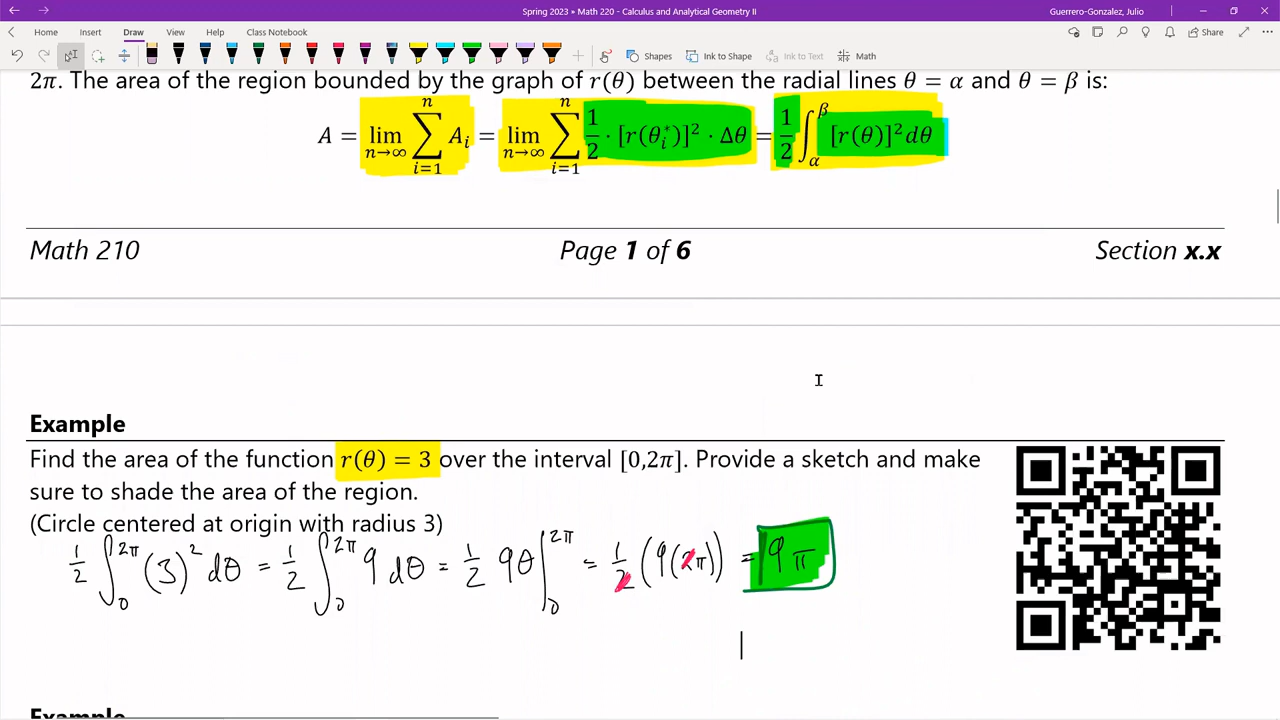 Spring 2023 » Math 220 - Calculus and Analytical Geometry II
Guerrero-Gonzalez, Julio
Home Insert Draw View Help Class Notebook
Share
Shapes Ink to Shape Ink to Text Math
2π. The area of the region bounded by the graph of r(θ) between the radial lines θ = α and θ = β is:
A = lim n→∞ ∑ i=1 n A_i = lim n→∞ ∑ i=1 n 1/2 · [r(θ_i^*)]² · Δθ = 1/2 ∫_α^β [r(θ)]² dθ
Math 210 Page 1 of 6 Section x.x
Example
Find the area of the function r(θ) = 3 over the interval [0,2π]. Provide a sketch and make
sure to shade the area of the region.
(Circle centered at origin with radius 3)
1/2 ∫_0^2π (3)² dθ = 1/2 ∫_0^2π 9 dθ = 1/2 9θ |_0^2π = 1/2 (9(2π)) = 9π
Example